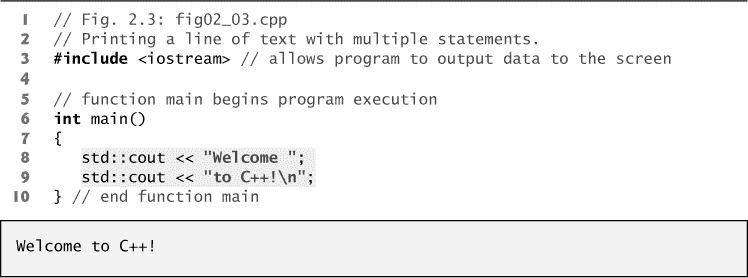 1 // Fig. 2.3: fig02_03.cpp
2 // Printing a line of text with multiple statements.
3 #include <iostream> // allows program to output data to the screen
4
5 // function main begins program execution
6 int main()
7 {
8    std::cout << "Welcome ";
9    std::cout << "to C++!\n";
10 } // end function main
Welcome to C++!